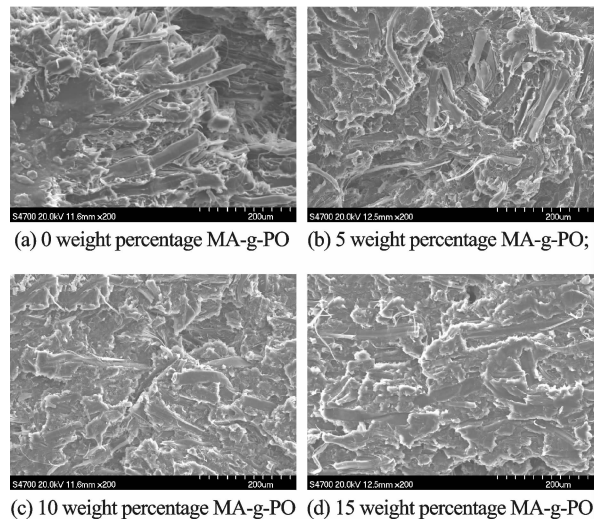 S4700 20.0kV 11.6mm x200 200um
S4700 20.0kV 12.5mm x200 200um
(a) 0 weight percentage MA-g-PO
(b) 5 weight percentage MA-g-PO;
S4700 20.0kV 11.6mm x200 200um
S4700 20.0kV 12.5mm x200 200um
(c) 10 weight percentage MA-g-PO
(d) 15 weight percentage MA-g-PO